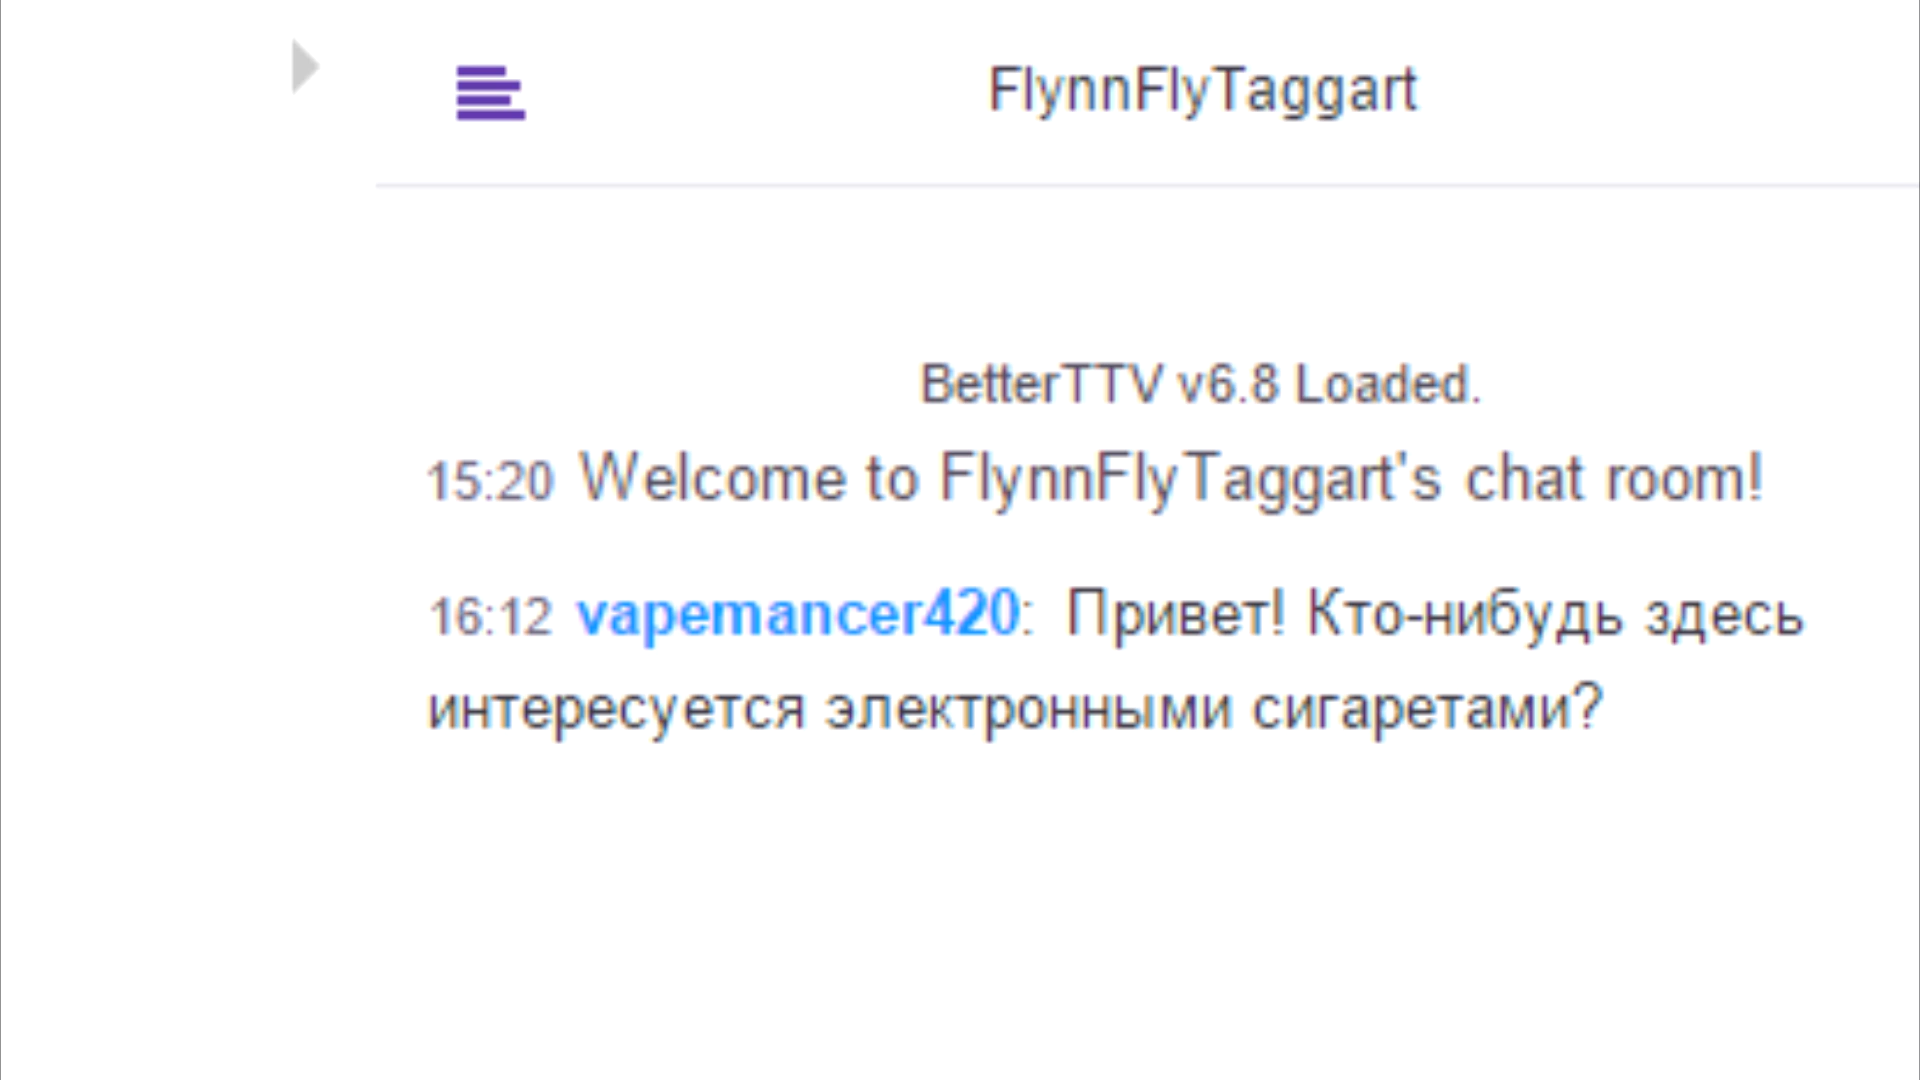 FlynnFlyTaggart
BetterTTV v6.8 Loaded.
15:20 Welcome to FlynnFlyTaggart's chat room!
16:12 vapemancer420: Привет! Кто-нибудь здесь
интересуется электронными сигаретами?